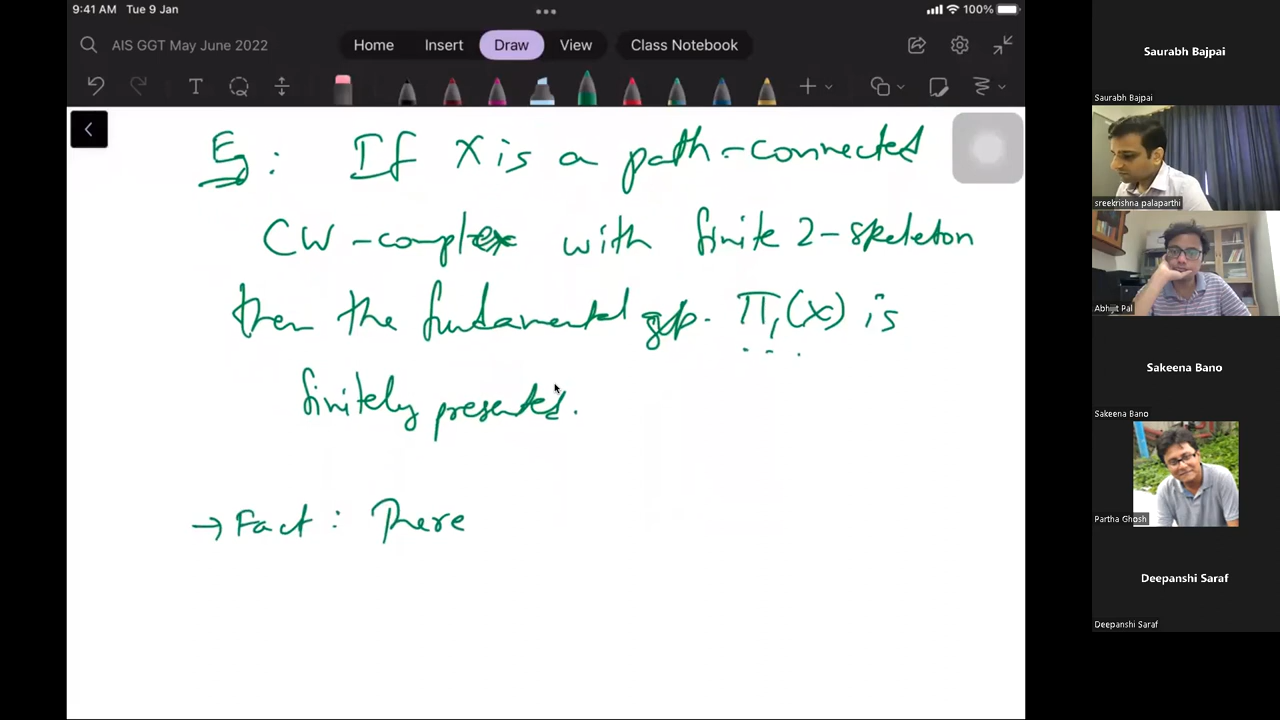 9:41 AM Tue 9 Jan
100%
AIS GGT May June 2022
Home Insert Draw View Class Notebook
Eg: If X is a path-connected
CW-complex with finite 2-skeleton
then the fundamental gp. π₁(X) is
finitely presented.
→ Fact: There
Saurabh Bajpai
Saurabh Bajpai
sreekrishna palaparthi
Abhijit Pal
Sakeena Bano
Sakeena Bano
Partha Ghosh
Deepanshi Saraf
Deepanshi Saraf